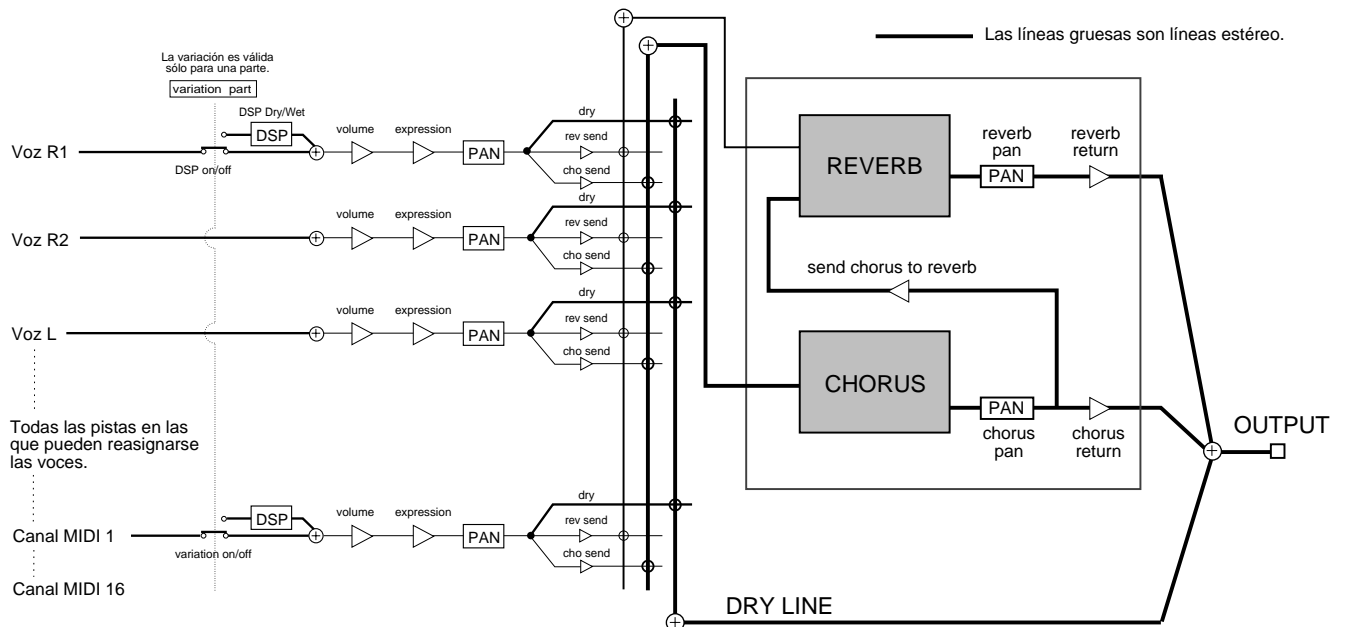 Las líneas gruesas son líneas estéreo.
La variación es válida
sólo para una parte.
variation part
DSP Dry/Wet
Voz R1
DSP
DSP on/off
volume
expression
PAN
dry
rev send
cho send
Voz R2
volume
expression
PAN
dry
rev send
cho send
Voz L
volume
expression
PAN
dry
rev send
cho send
Todas las pistas en las
que pueden reasignarse
las voces.
Canal MIDI 1
DSP
variation on/off
volume
expression
PAN
dry
rev send
cho send
Canal MIDI 16
REVERB
reverb
pan
PAN
reverb
return
send chorus to reverb
CHORUS
PAN
chorus
pan
chorus
return
OUTPUT
DRY LINE